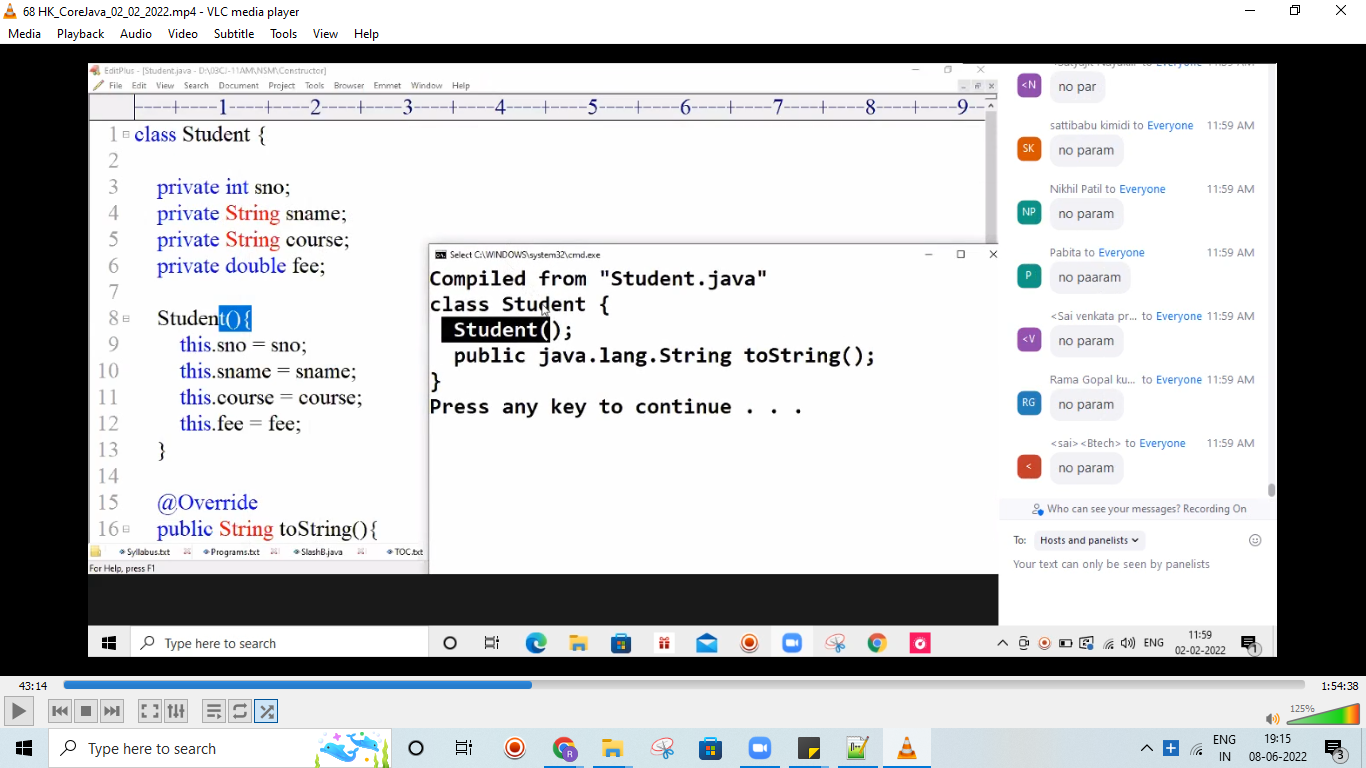 68 HK_CoreJava_02_02_2022.mp4 - VLC media player
Media Playback Audio Video Subtitle Tools View Help
EditPlus - [Student.java - D:\J3CJ-11AM\NSM\Constructor]
File Edit View Search Document Project Tools Browser Emmet Window Help
----+----1----+----2----+----3----+----4----+----5----+----6----+----7----+----8----+----9--
1 class Student {
2
3 private int sno;
4 private String sname;
5 private String course;
6 private double fee;
7
8 Student(){
9 this.sno = sno;
10 this.sname = sname;
11 this.course = course;
12 this.fee = fee;
13 }
14
15 @Override
16 public String toString(){
Syllabus.txt Programs.txt SlashB.java TOC.txt
For Help, press F1
Select C:\WINDOWS\system32\cmd.exe
Compiled from "Student.java"
class Student {
Student();
public java.lang.String toString();
}
Press any key to continue . . .
<N
no par
sattibabu kimidi to Everyone 11:59 AM
SK
no param
Nikhil Patil to Everyone 11:59 AM
NP
no param
Pabita to Everyone 11:59 AM
P
no paaram
<Sai venkata pr... to Everyone 11:59 AM
<V
no param
Rama Gopal ku... to Everyone 11:59 AM
RG
no param
<sai> <Btech> to Everyone 11:59 AM
<
no param
Who can see your messages? Recording On
To: Hosts and panelists
Your text can only be seen by panelists
Type here to search
ENG
11:59
02-02-2022
1
43:14
1:54:38
125%
Type here to search
R
ENG
IN
19:15
08-06-2022
3